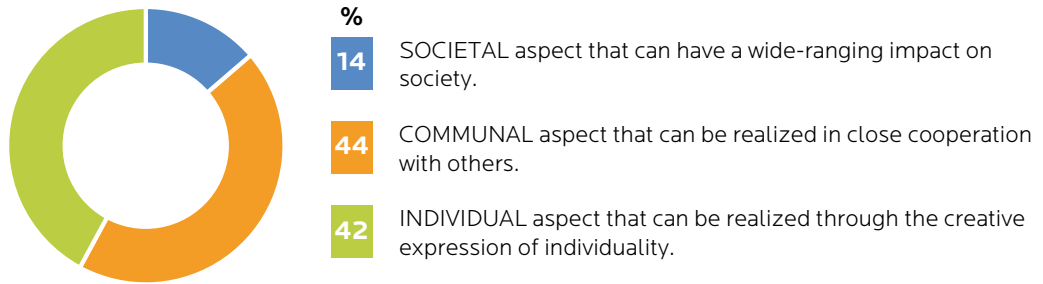 %
14
SOCIETAL aspect that can have a wide-ranging impact on
society.
44
COMMUNAL aspect that can be realized in close cooperation
with others.
42
INDIVIDUAL aspect that can be realized through the creative
expression of individuality.